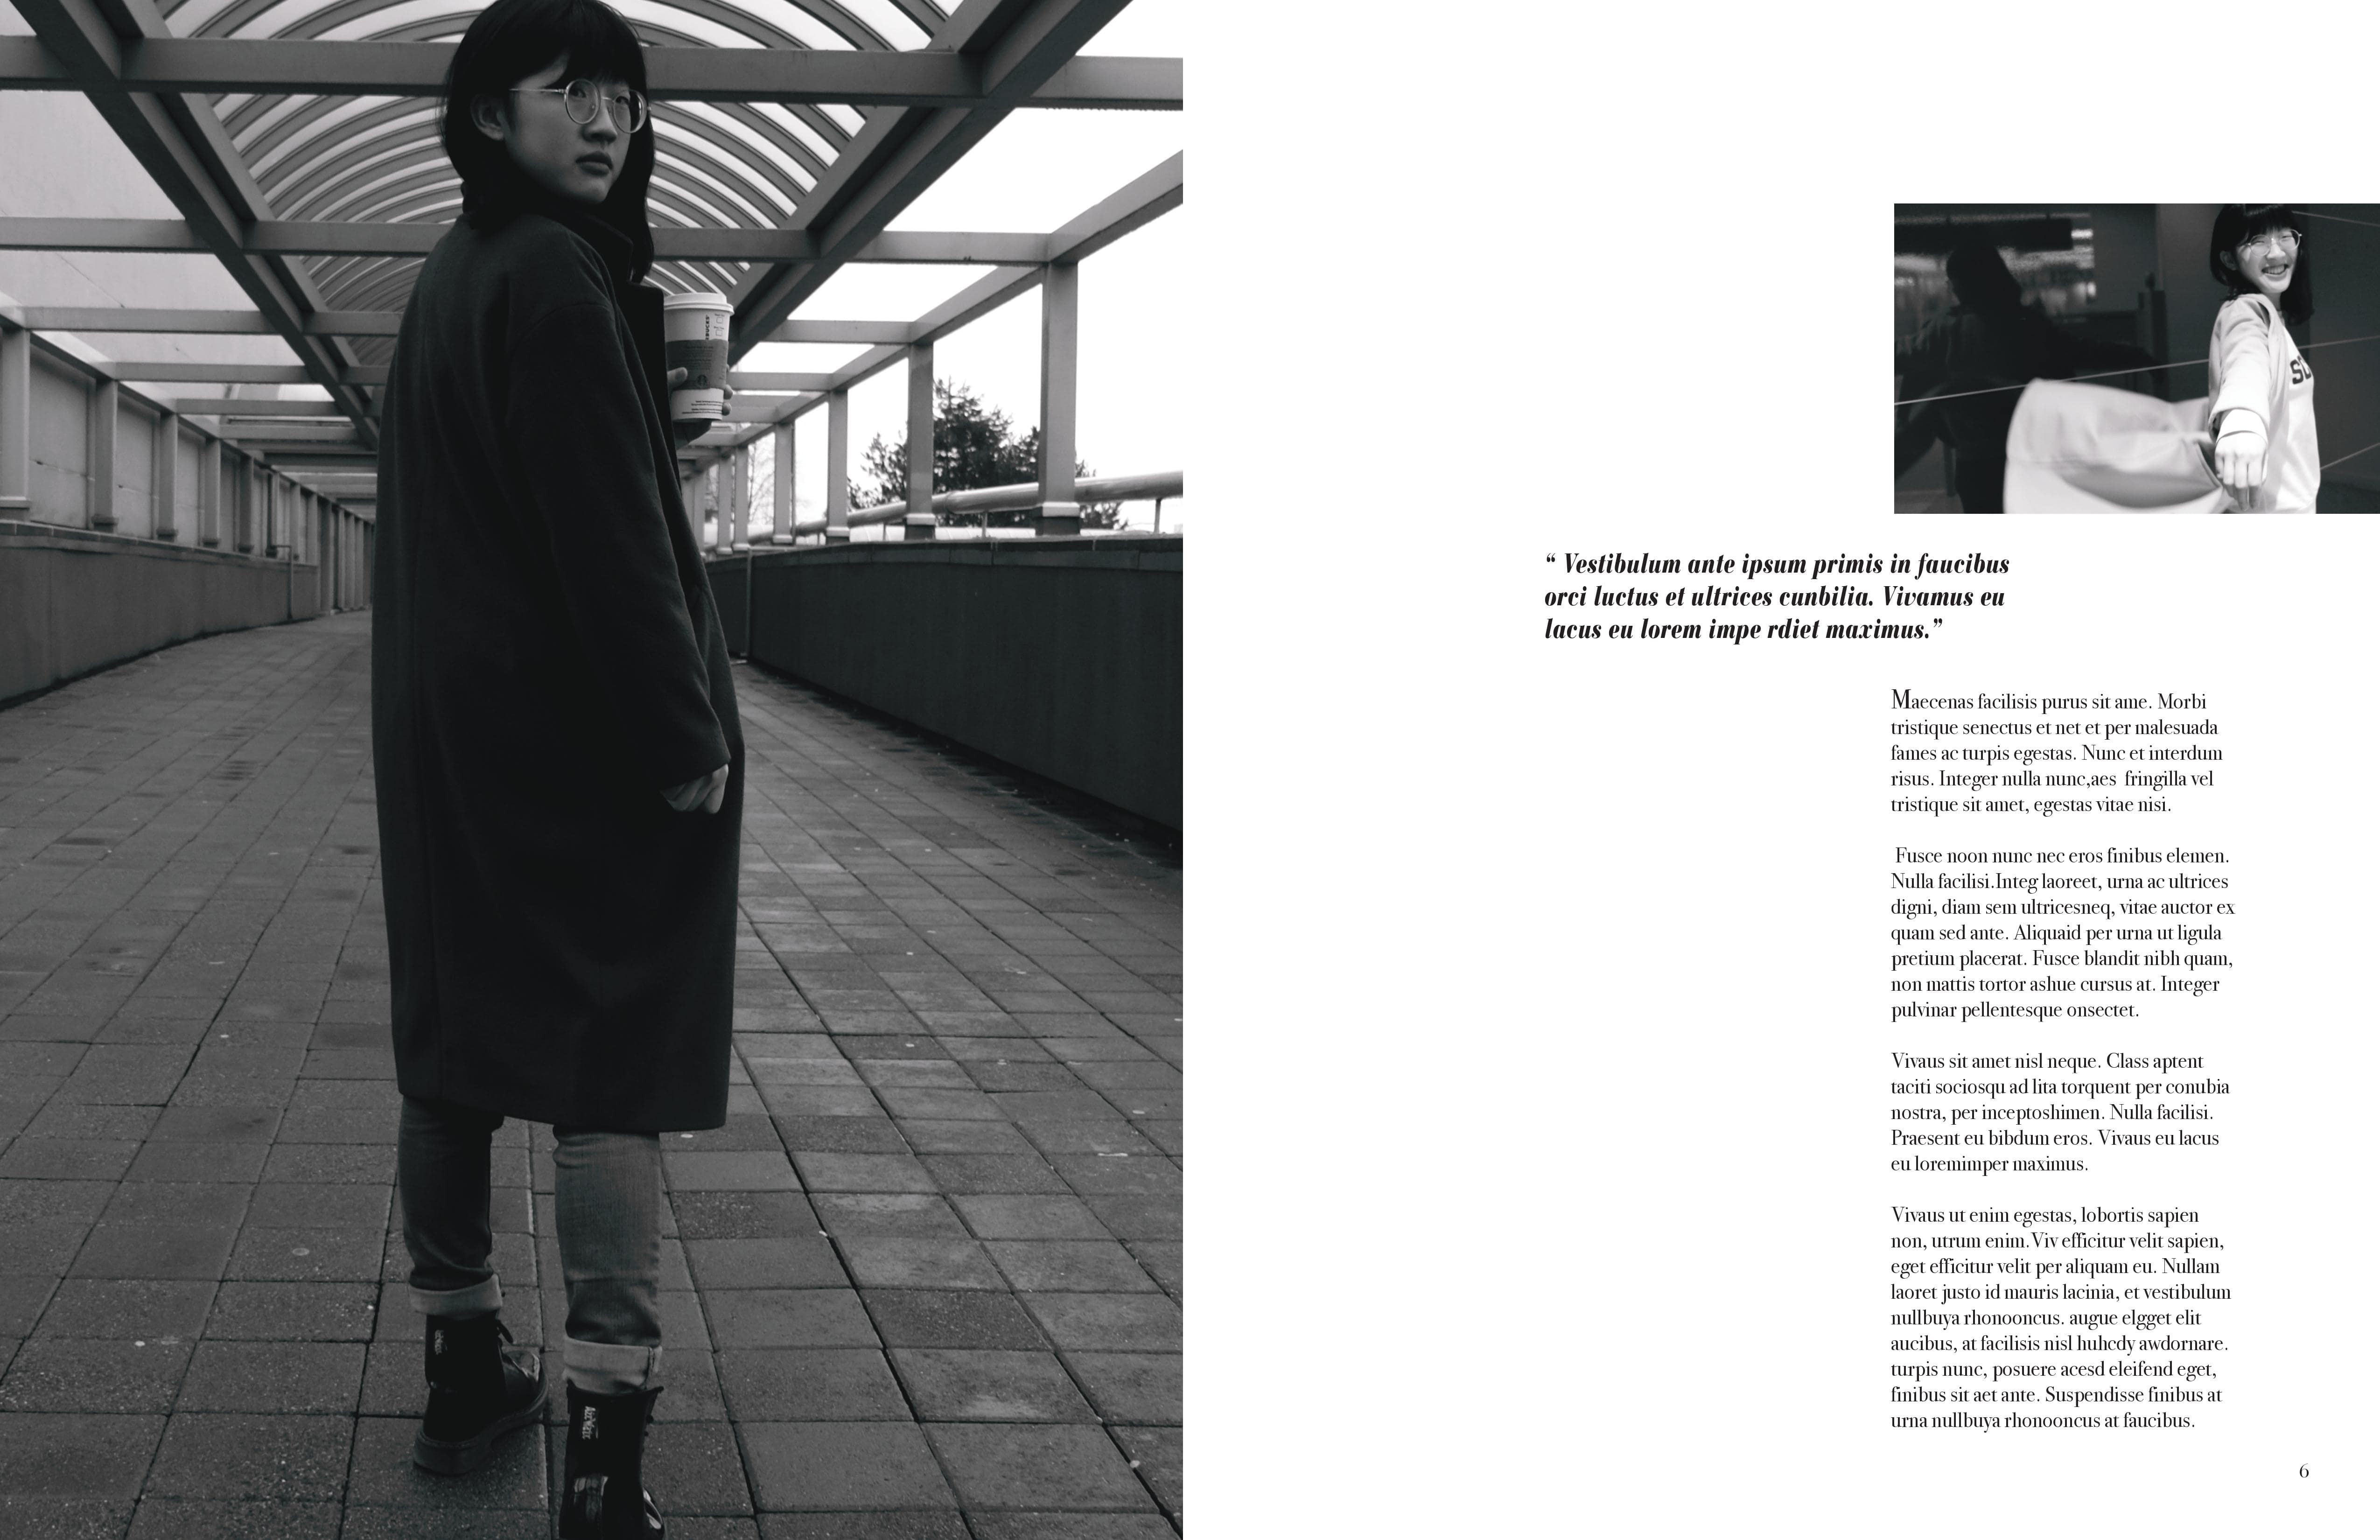 SC
“ Vestibulum ante ipsum primis in faucibus
orci luctus et ultrices cunbilia. Vivamus eu
lacus eu lorem impe rdiet maximus.”
Maecenas facilisis purus sit ame. Morbi
tristique senectus et net et per malesuada
fames ac turpis egestas. Nunc et interdum
risus. Integer nulla nunc,aes  fringilla vel
tristique sit amet, egestas vitae nisi.
Fusce noon nunc nec eros finibus elemen.
Nulla facilisi.Integ laoreet, urna ac ultrices
digni, diam sem ultricesneq, vitae auctor ex
quam sed ante. Aliquaid per urna ut ligula
pretium placerat. Fusce blandit nibh quam,
non mattis tortor ashue cursus at. Integer
pulvinar pellentesque onsectet.
Vivaus sit amet nisl neque. Class aptent
taciti sociosqu ad lita torquent per conubia
nostra, per inceptoshimen. Nulla facilisi.
Praesent eu bibdum eros. Vivaus eu lacus
eu loremimper maximus.
Vivaus ut enim egestas, lobortis sapien
non, utrum enim.Viv efficitur velit sapien,
eget efficitur velit per aliquam eu. Nullam
laoret justo id mauris lacinia, et vestibulum
nullbuya rhonooncus. augue elgget elit
aucibus, at facilisis nisl huhcdy awdornare.
turpis nunc, posuere acesd eleifend eget,
finibus sit aet ante. Suspendisse finibus at
urna nullbuya rhonooncus at faucibus.
6